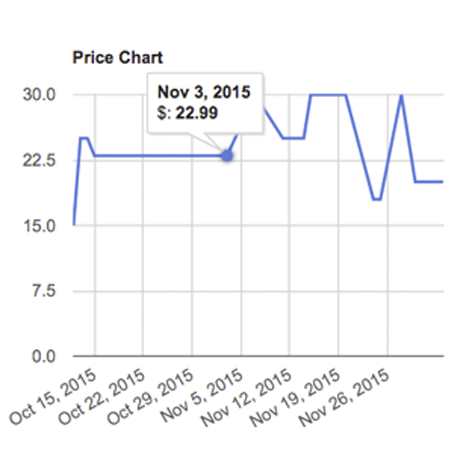 Price Chart
Nov 3, 2015
$: 22.99
30.0
22.5
15.0
7.5
0.0
Oct 15, 2015
Oct 22, 2015
Oct 29, 2015
Nov 5, 2015
Nov 12, 2015
Nov 19, 2015
Nov 26, 2015